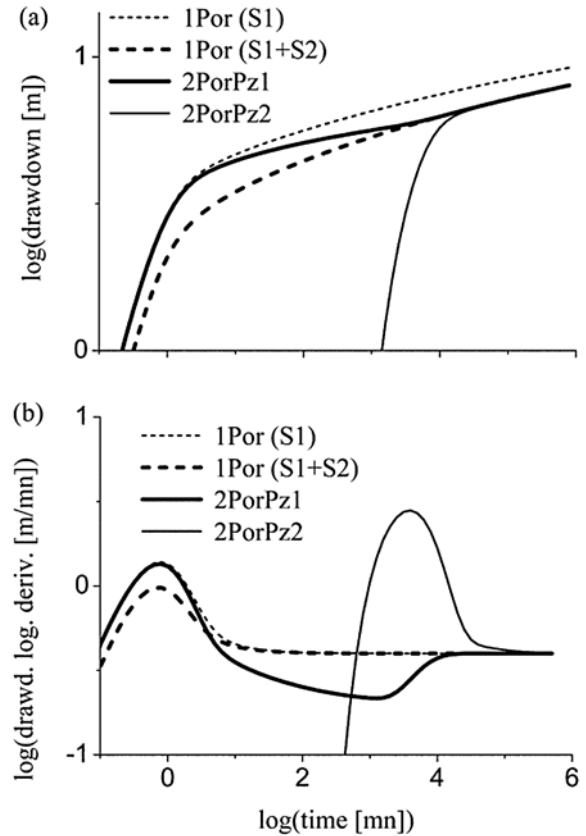 (a)
1Por (S1)
1Por (S1+S2)
2PorPz1
2PorPz2
log(drawdown [m])
1
0
(b)
1Por (S1)
1Por (S1+S2)
2PorPz1
2PorPz2
log(drawd. log. deriv. [m/mn])
1
0
-1
0 2 4 6
log(time [mn])